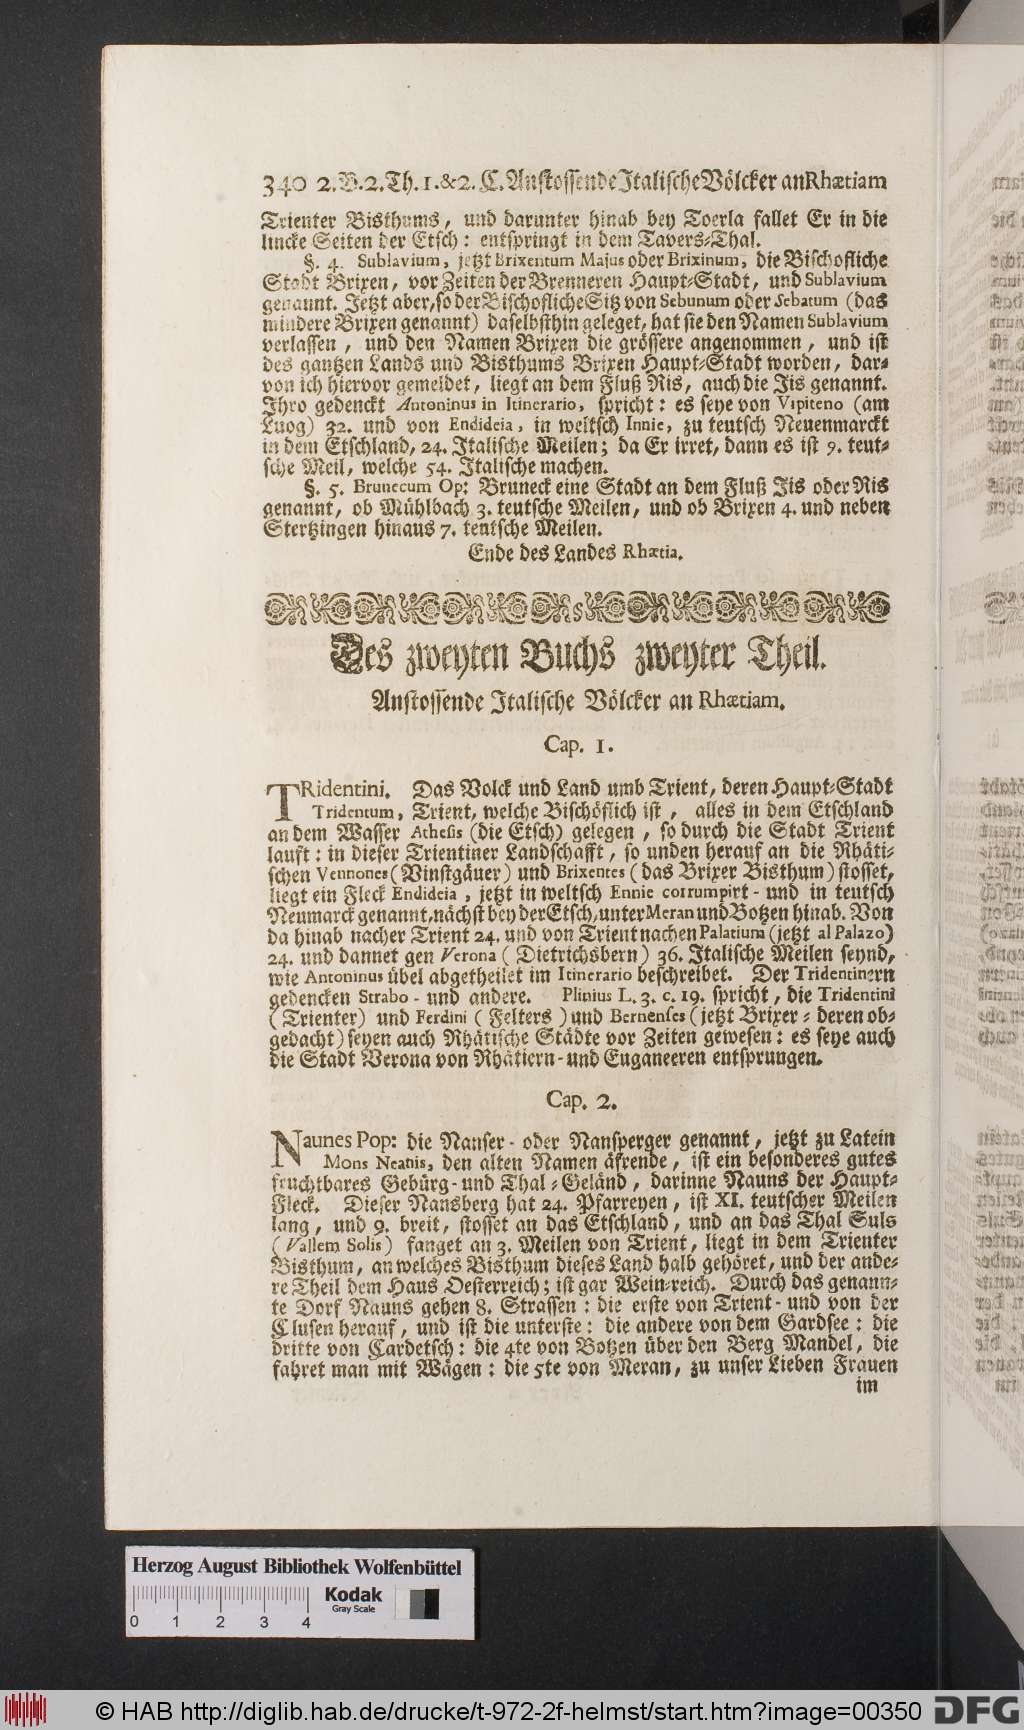 340 2. B. 2. Th. 1. &2. C. Anstossende Italische Völcker an Rhætiam
Trienter Bisthums, und darunter hinab bey Toerla fallet Er in die
lincke Seiten der Etsch: entspringt in dem Tavers-Thal.
§. 4. Sublavium, jetzt Brixentum Majus oder Brixinum, die Bischofliche
Stadt Brixen, vor Zeiten der Brenneren Haupt-Stadt, und Sublavium
genannt. Jetzt aber, so der Bischofliche Sitz von Sebunum oder Sebatum (das
mindere Brixen genannt) daselbsthin geleget, hat sie den Namen Sublavium
verlassen, und den Namen Brixen die grössere angenommen, und ist
des gantzen Lands und Bisthums Brixen Haupt-Stadt worden, dar-
von ich hiervor gemeldet, liegt an dem Fluß Ris, auch die Jis genannt.
Ihro gedenckt Antoninus in Itinerario, spricht: es seye von Vipiteno (am
Luog) 32. und von Endideia, in weltsch Innie, zu teutsch Neuenmarckt
in dem Etschland, 24. Italische Meilen; da Er irret, dann es ist 9. teut-
sche Meil, welche 54. Italische machen.
§. 5. Brunecum Op: Bruneck eine Stadt an dem Fluß Jis oder Ris
genannt, ob Mühlbach 3. teutsche Meilen, und ob Brixen 4. und neben
Stertzingen hinaus 7. teutsche Meilen.
Ende des Landes Rhætia.
Des zweyten Buchs zweyter Theil.
Anstossende Italische Völcker an Rhætiam.
Cap. 1.
TRidentini. Das Volck und Land umb Trient, deren Haupt-Stadt
Tridentum, Trient, welche Bischöflich ist, alles in dem Etschland
an dem Wasser Athesis (die Etsch) gelegen, so durch die Stadt Trient
lauft: in dieser Trientiner Landschafft, so unden herauf an die Rhäti-
schen Vennones (Vinstgäuer) und Brixentes (das Brixer Bisthum) stosset,
liegt ein Fleck Endideia, jetzt in weltsch Ennie corrumpirt- und in teutsch
Neumarck genannt, nächst bey der Etsch, unter Meran und Botzen hinab. Von
da hinab nacher Trient 24. und von Trient nachen Palatium (jetzt al Palazo)
24. und dannet gen Verona (Dietrichsbern) 36. Italische Meilen seynd,
wie Antoninus übel abgetheilet im Itinerario beschreibet. Der Tridentinern
gedencken Strabo- und andere. Plinius L. 3. c. 19. spricht, die Tridentini
(Trienter) und Ferdini (Felters) und Bernenses (jetzt Brixer- deren ob-
gedacht) seyen auch Rhätische Städte vor Zeiten gewesen: es seye auch
die Stadt Verona von Rhätiern- und Euganeeren entsprungen.
Cap. 2.
NaunesPop: die Nanser- oder Nansperger genannt, jetzt zu Latein
Mons Neanis, den alten Namen äfrende, ist ein besonderes gutes
fruchtbares Gebürg- und Thal-Geländ, darinne Nauns der Haupt-
Fleck. Dieser Nansberg hat 24. Pfarreyen, ist XI. teutscher Meilen
lang, und 9. breit, stosset an das Etschland, und an das Thal Suls
(Vallem Solis) fanget an 3. Meilen von Trient, liegt in dem Trienter
Bisthum, an welches Bisthum dieses Land halb gehöret, und der ande-
re Theil dem Haus Oesterreich; ist gar Wein-reich. Durch das genann-
te Dorf Nauns gehen 8. Strassen: die erste von Trient- und von der
Clusen herauf, und ist die unterste: die andere von dem Gardsee: die
dritte von Cardetsch: die 4te von Botzen über den Berg Mandel, die
fahret man mit Wägen: die 5te von Meran, zu unser Lieben Frauen
im
Herzog August Bibliothek Wolfenbüttel
Kodak
Gray Scale
0 1 2 3 4
© HAB http://diglib.hab.de/drucke/t-972-2f-helmst/start.htm?image=00350 DFG